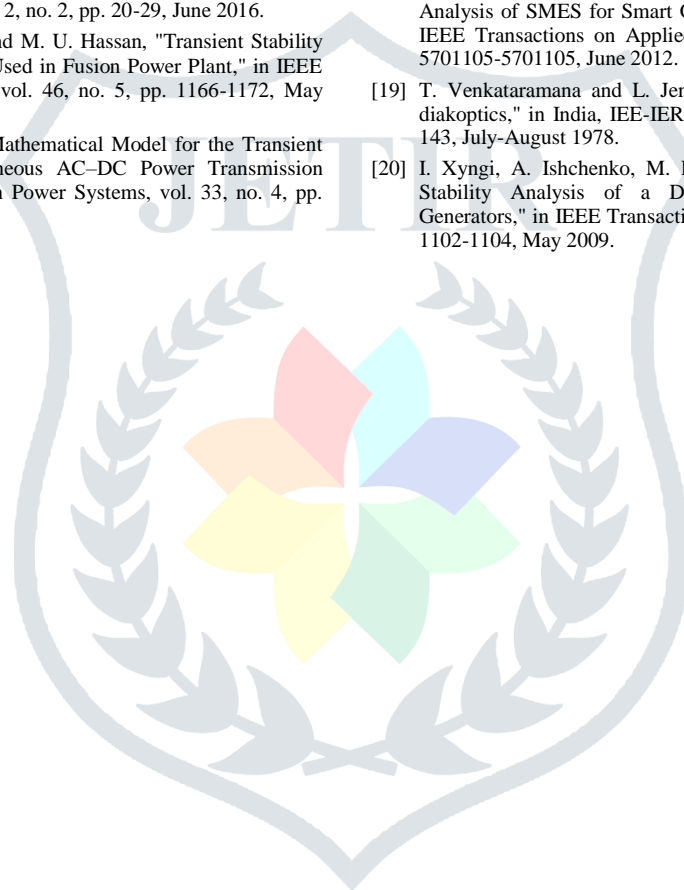 2, no. 2, pp. 20-29, June 2016.
nd M. U. Hassan, "Transient Stability
Used in Fusion Power Plant," in IEEE
vol. 46, no. 5, pp. 1166-1172, May
Mathematical Model for the Transient
neous AC–DC Power Transmission
n Power Systems, vol. 33, no. 4, pp.
Analysis of SMES for Smart
IEEE Transactions on Applied
5701105-5701105, June 2012.
[19] T. Venkataramana and L. Jen
diakoptics," in India, IEE-IER
143, July-August 1978.
[20] I. Xyngi, A. Ishchenko, M.
Stability Analysis of a D
Generators," in IEEE Transacti
1102-1104, May 2009.
JETIR